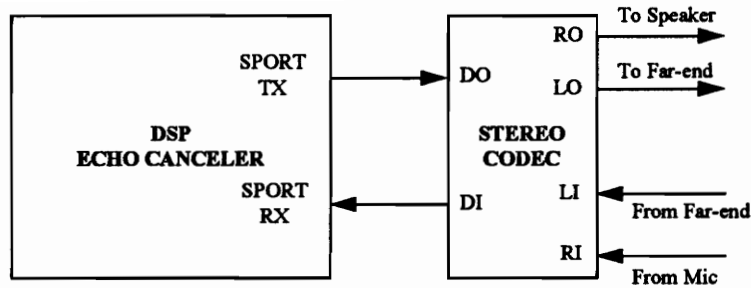 SPORT
TX
DSP
ECHO CANCELER
SPORT
RX
DO
DI
STEREO
CODEC
RO
LO
LI
RI
To Speaker
To Far-end
From Far-end
From Mic